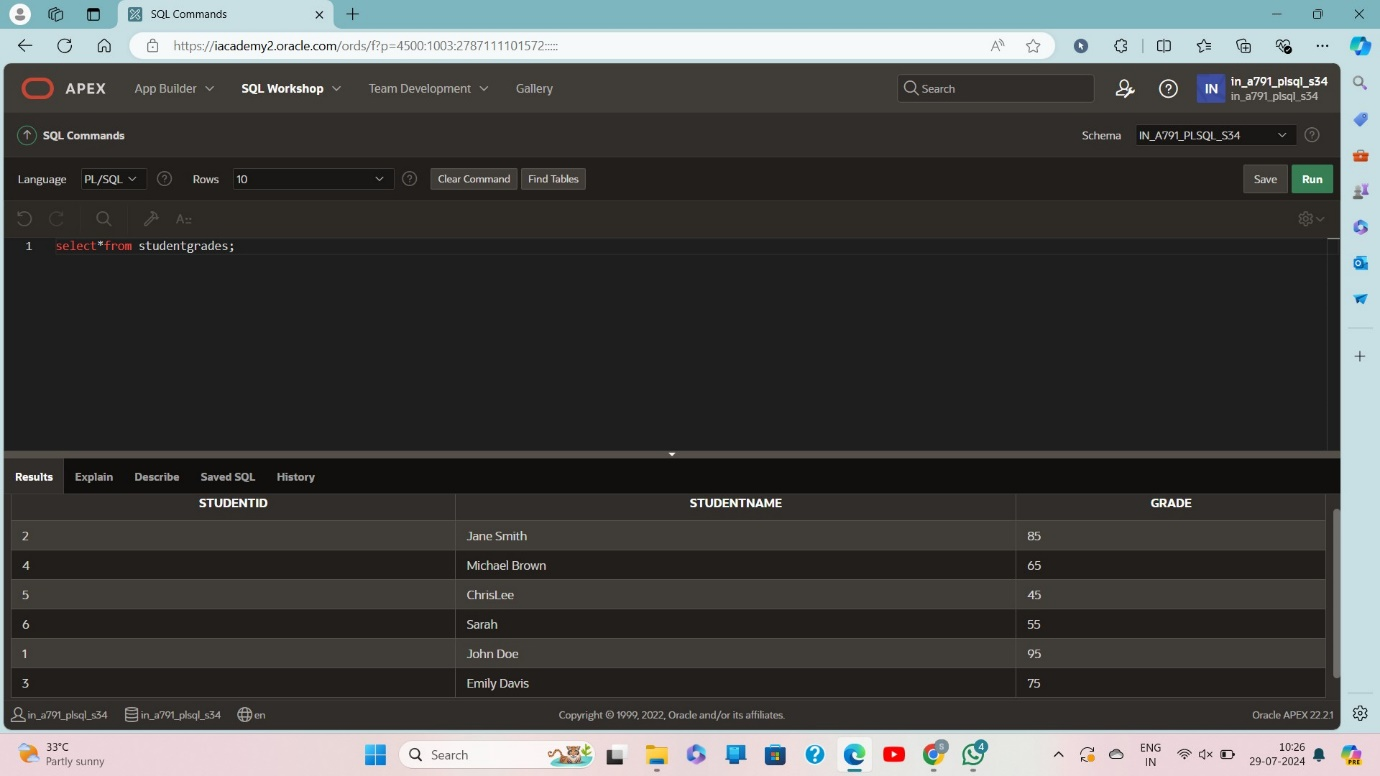 SQL Commands
https://iacademy2.oracle.com/ords/f?p=4500:1003:2787111101572:::::
APEX App Builder SQL Workshop Team Development Gallery Search IN in_a791_plsql_s34
in_a791_plsql_s34
SQL Commands Schema IN_A791_PLSQL_S34
Language PL/SQL Rows 10 Clear Command Find Tables Save Run
1 select*from studentgrades;
Results Explain Describe Saved SQL History
STUDENTID STUDENTNAME GRADE
2 Jane Smith 85
4 Michael Brown 65
5 ChrisLee 45
6 Sarah 55
1 John Doe 95
3 Emily Davis 75
in_a791_plsql_s34 in_a791_plsql_s34 en Copyright © 1999, 2022, Oracle and/or its affiliates. Oracle APEX 22.2.1
33°C
Partly sunny
Search
S
4
ENG
IN
10:26
29-07-2024
PRE